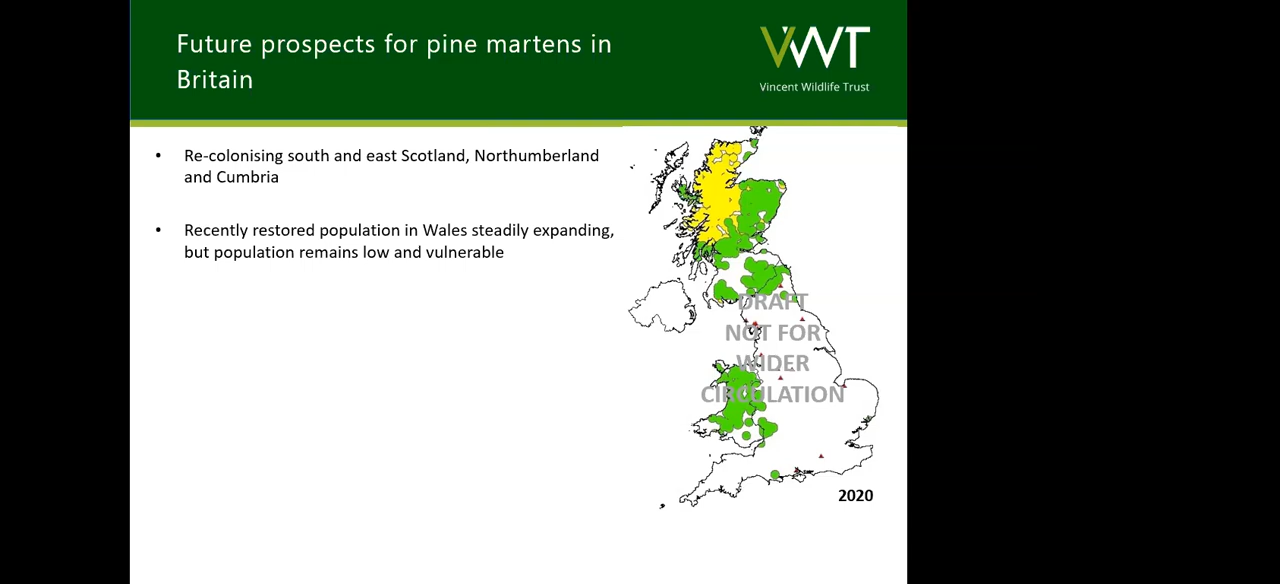 Future prospects for pine martens in
Britain
VWT
Vincent Wildlife Trust
• Re-colonising south and east Scotland, Northumberland
and Cumbria
• Recently restored population in Wales steadily expanding,
but population remains low and vulnerable
DRAFT
NOT FOR
WIDER
CIRCULATION
2020